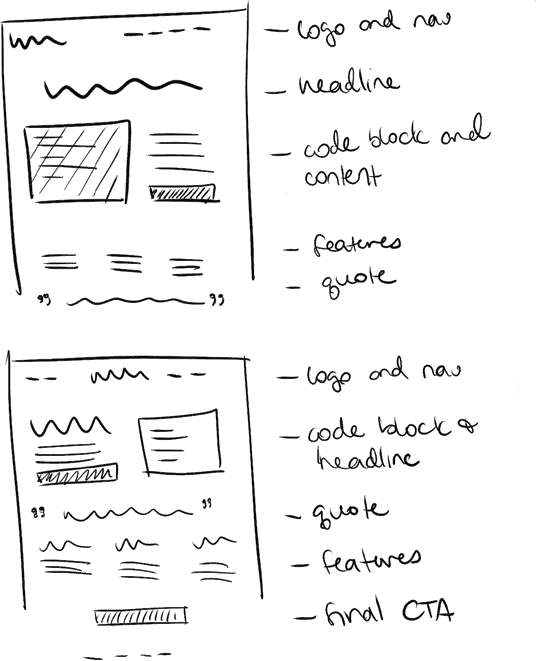 – logo and nav
– headline
– code block and
content
– features
– quote
– logo and nav
– code block &
headline
– quote
– features
– final CTA